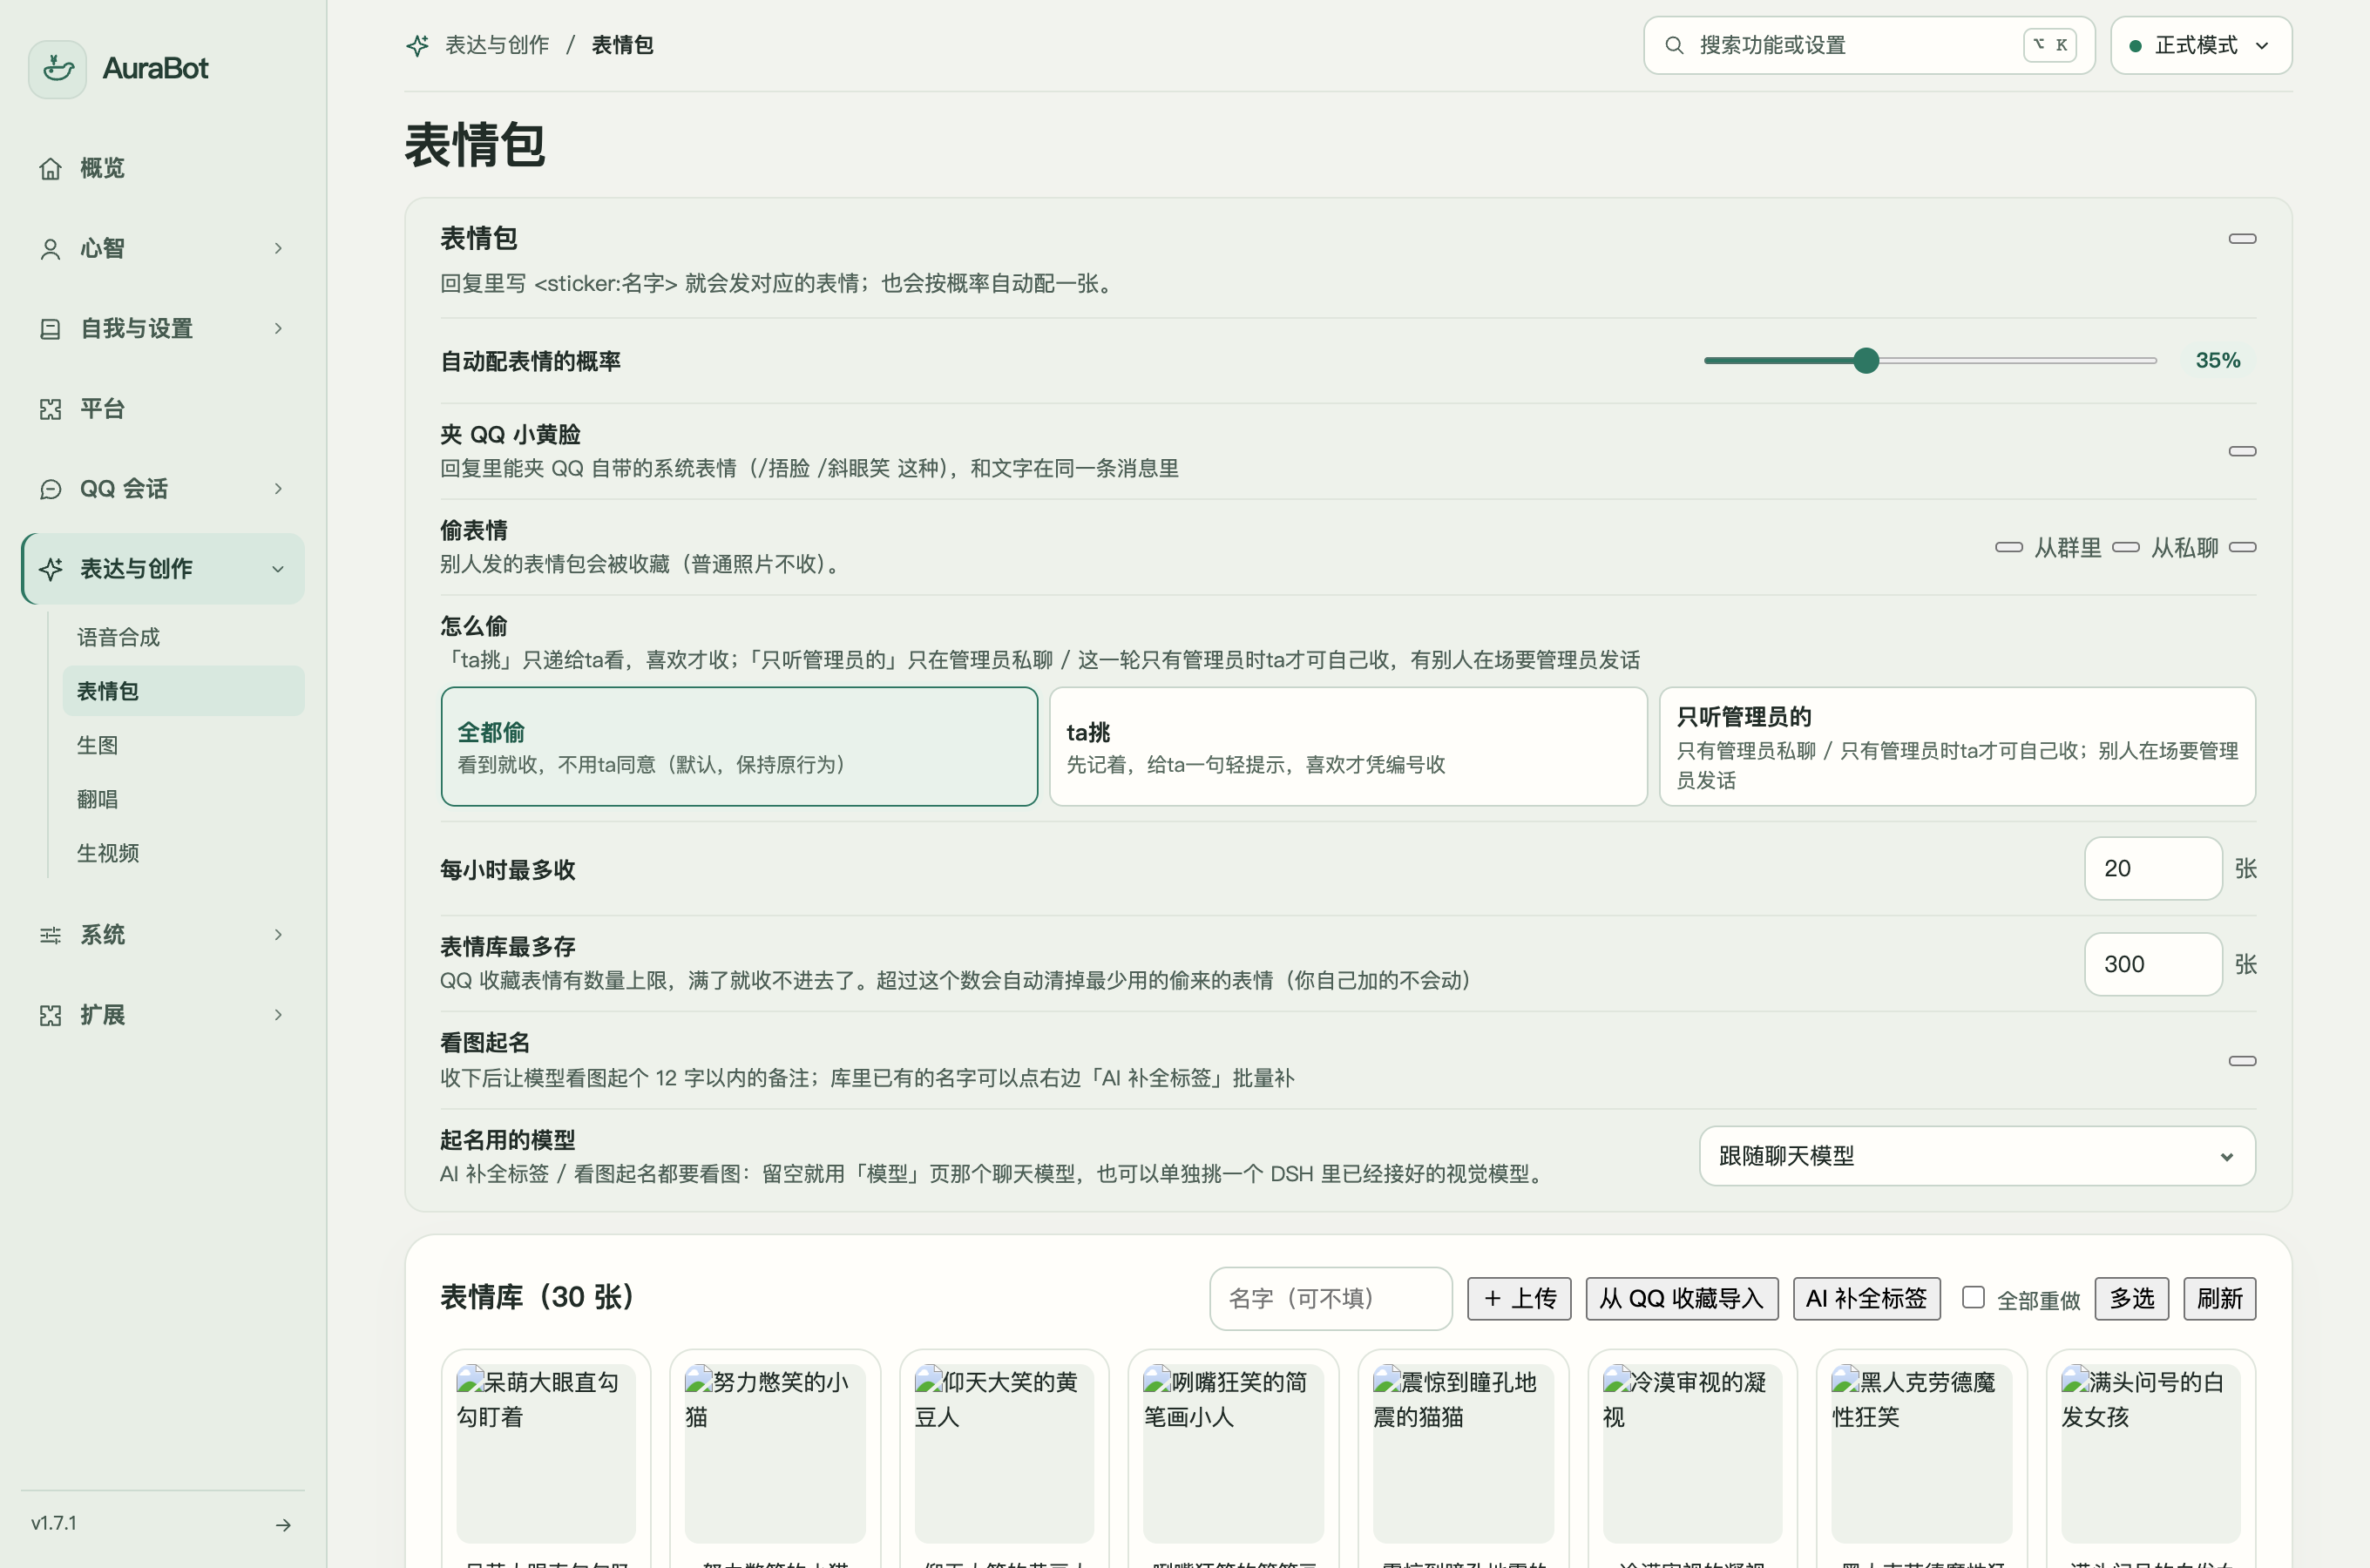 AuraBot
概览
心智
自我与设置
平台
QQ 会话
表达与创作
语音合成
表情包
生图
翻唱
生视频
系统
扩展
v1.7.1
表达与创作 / 表情包
搜索功能或设置
⌥ K
正式模式
表情包
表情包
回复里写 <sticker:名字> 就会发对应的表情；也会按概率自动配一张。
自动配表情的概率
35%
夹 QQ 小黄脸
回复里能夹 QQ 自带的系统表情（/捂脸 /斜眼笑 这种），和文字在同一条消息里
偷表情
别人发的表情包会被收藏（普通照片不收）。
从群里
从私聊
怎么偷
「ta挑」只递给ta看，喜欢才收；「只听管理员的」只在管理员私聊 / 这一轮只有管理员时ta才可自己收，有别人在场要管理员发话
全都偷
看到就收，不用ta同意（默认，保持原行为）
ta挑
先记着，给ta一句轻提示，喜欢才凭编号收
只听管理员的
只有管理员私聊 / 只有管理员时ta才可自己收；别人在场要管理
员发话
每小时最多收
20 张
表情库最多存
QQ 收藏表情有数量上限，满了就收不进去了。超过这个数会自动清掉最少用的偷来的表情（你自己加的不会动）
300 张
看图起名
收下后让模型看图起个 12 字以内的备注；库里已有的名字可以点右边「AI 补全标签」批量补
起名用的模型
AI 补全标签 / 看图起名都要看图：留空就用「模型」页那个聊天模型，也可以单独挑一个 DSH 里已经接好的视觉模型。
跟随聊天模型
表情库（30 张）
名字（可不填）
+ 上传
从 QQ 收藏导入
AI 补全标签
全部重做
多选
刷新
呆萌大眼直勾
勾盯着
努力憋笑的小
猫
仰天大笑的黄
豆人
咧嘴狂笑的简
笔画小人
震惊到瞳孔地
震的猫猫
冷漠审视的凝
视
黑人克劳德魔
性狂笑
满头问号的白
发女孩